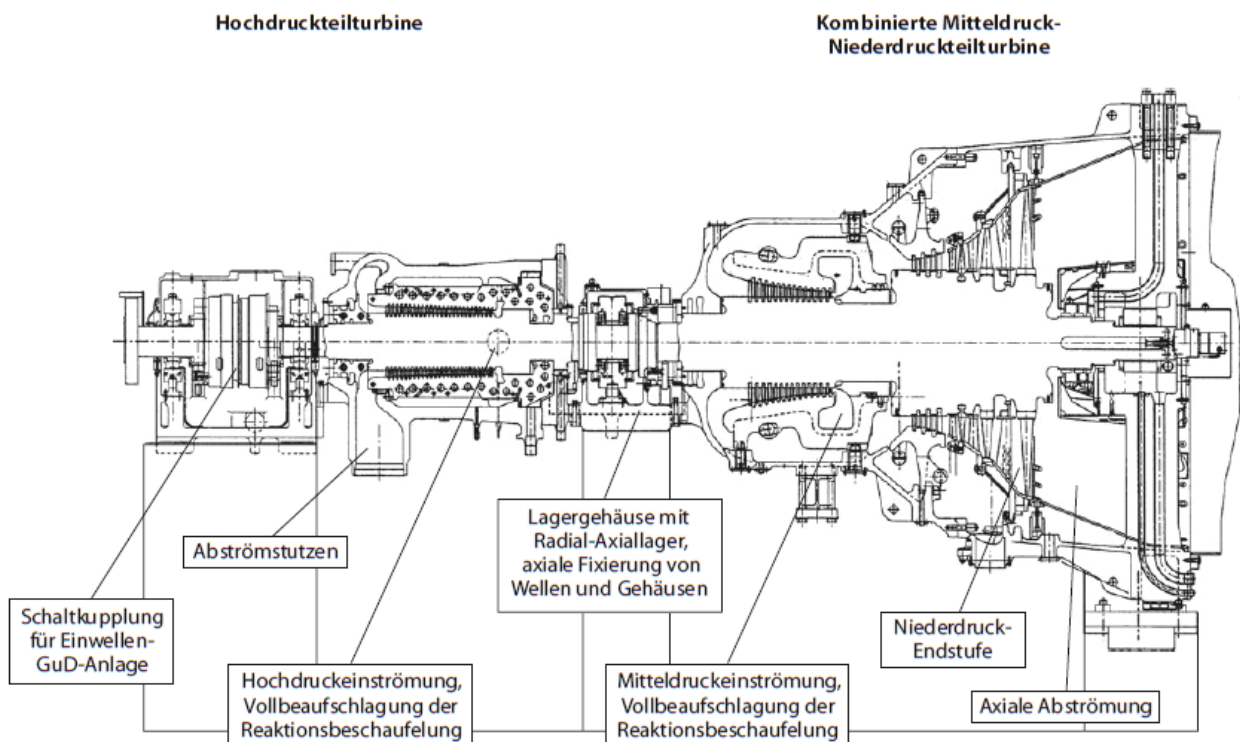 Hochdruckteilturbine
Kombinierte Mitteldruck-
Niederdruckteilturbine
Abströmstutzen
Lagergehäuse mit
Radial-Axiallager,
axiale Fixierung von
Wellen und Gehäusen
Schaltkupplung
für Einwellen-
GuD-Anlage
Niederdruck-
Endstufe
Hochdruckeinströmung,
Vollbeaufschlagung der
Reaktionsbeschaufelung
Mitteldruckeinströmung,
Vollbeaufschlagung der
Reaktionsbeschaufelung
Axiale Abströmung